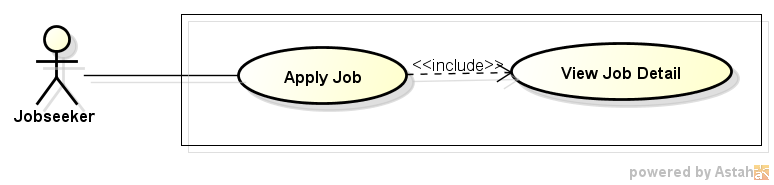 <<include>>
Apply Job
View Job Detail
Jobseeker
powered by Astah